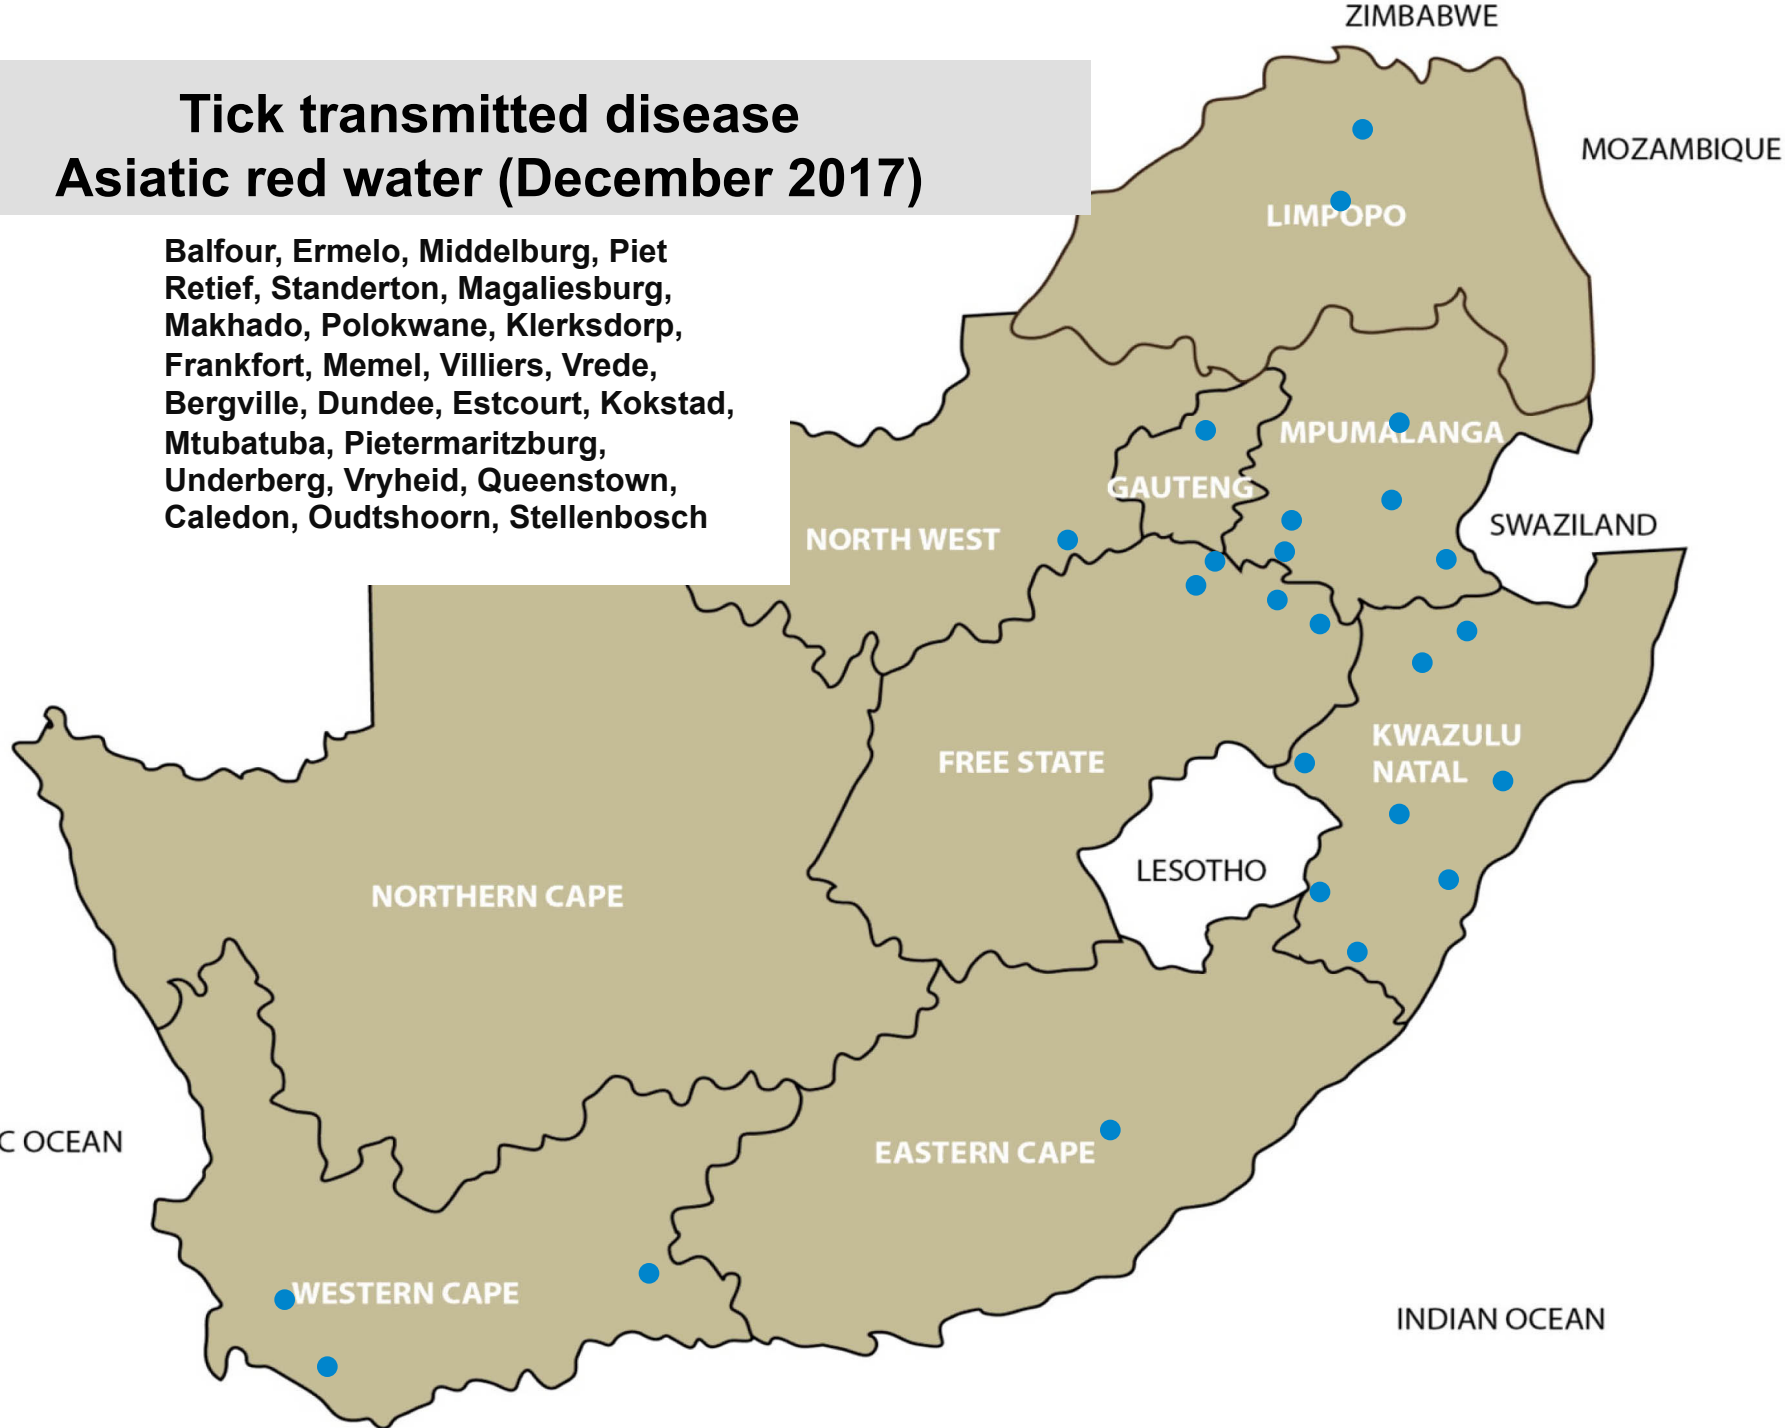 ZIMBABWE
Tick transmitted disease
Asiatic red water (December 2017)
MOZAMBIQUE
LIMPOPO
Balfour, Ermelo, Middelburg, Piet
Retief, Standerton, Magaliesburg,
Makhado, Polokwane, Klerksdorp,
Frankfort, Memel, Villiers, Vrede,
Bergville, Dundee, Estcourt, Kokstad,
Mtubatuba, Pietermaritzburg,
Underberg, Vryheid, Queenstown,
Caledon, Oudtshoorn, Stellenbosch
MPUMALANGA
GAUTENG
SWAZILAND
NORTH WEST
KWAZULU
NATAL
FREE STATE
LESOTHO
NORTHERN CAPE
C OCEAN
EASTERN CAPE
WESTERN CAPE
INDIAN OCEAN